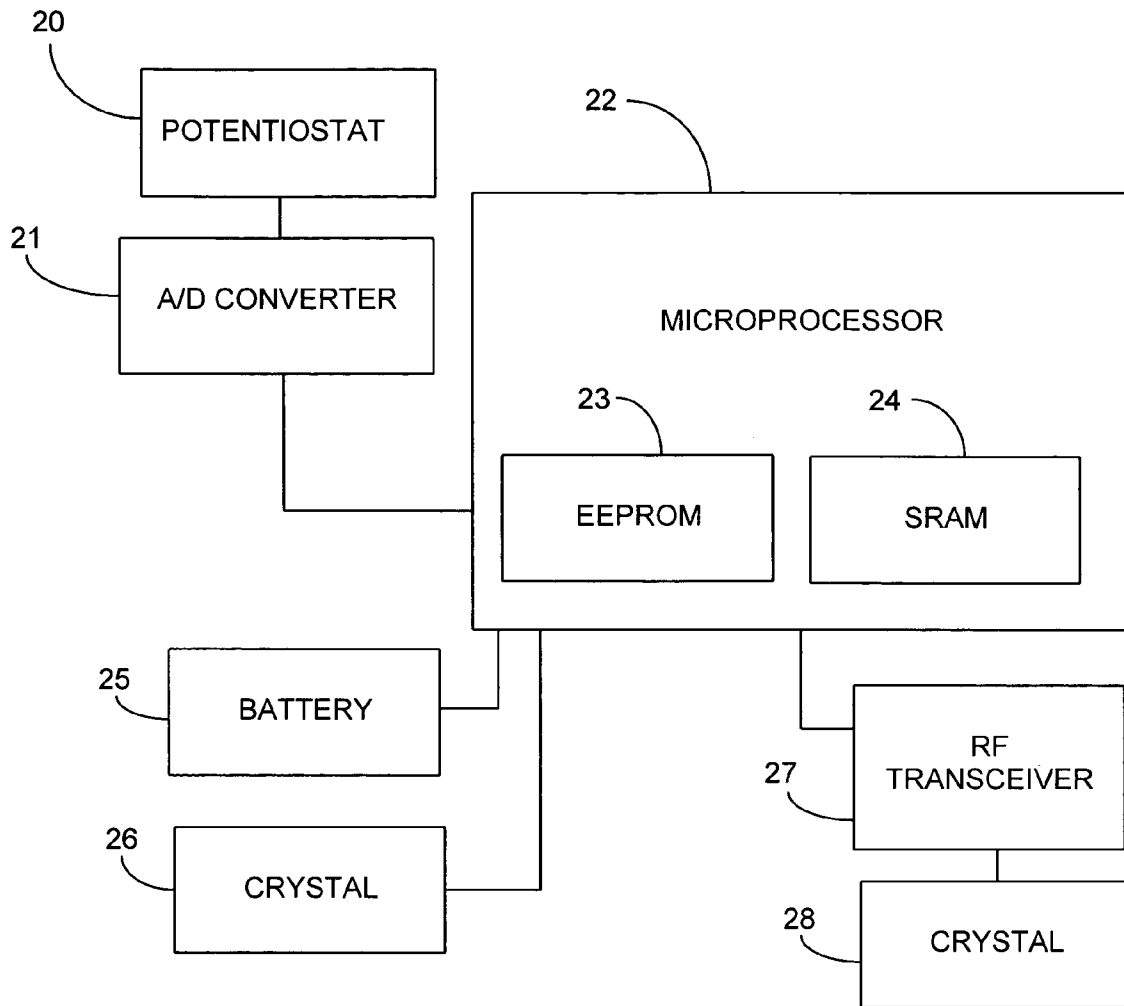 20
POTENTIOSTAT
22
21
A/D CONVERTER
MICROPROCESSOR
23
24
EEPROM
SRAM
25
BATTERY
RF
TRANSCEIVER
27
26
CRYSTAL
28
CRYSTAL